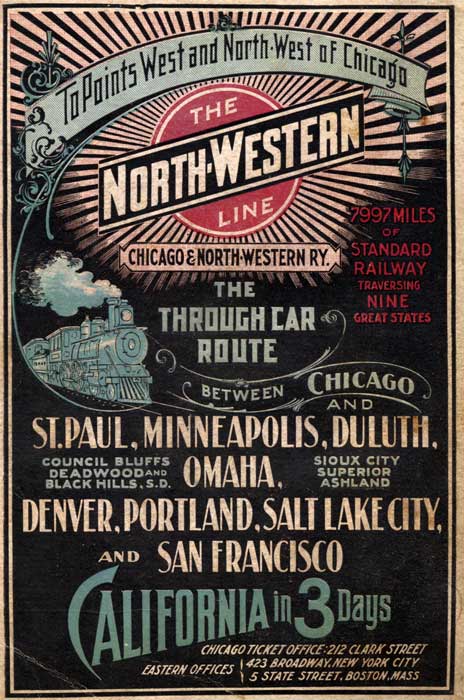 To Points West and North-West of Chicago
THE
NORTH-WESTERN
LINE
CHICAGO & NORTH-WESTERN RY.
7997 MILES
OF
STANDARD
RAILWAY
TRAVERSING
NINE
GREAT STATES
THE
THROUGH CAR
ROUTE
BETWEEN CHICAGO
AND
ST. PAUL, MINNEAPOLIS, DULUTH,
COUNCIL BLUFFS
DEADWOOD AND
BLACK HILLS, S.D.
OMAHA,
SIOUX CITY
SUPERIOR
ASHLAND
DENVER, PORTLAND, SALT LAKE CITY,
AND SAN FRANCISCO
CALIFORNIA in 3 Days
CHICAGO TICKET OFFICE: 212 CLARK STREET
EASTERN OFFICES 423 BROADWAY, NEW YORK CITY
5 STATE STREET, BOSTON, MASS